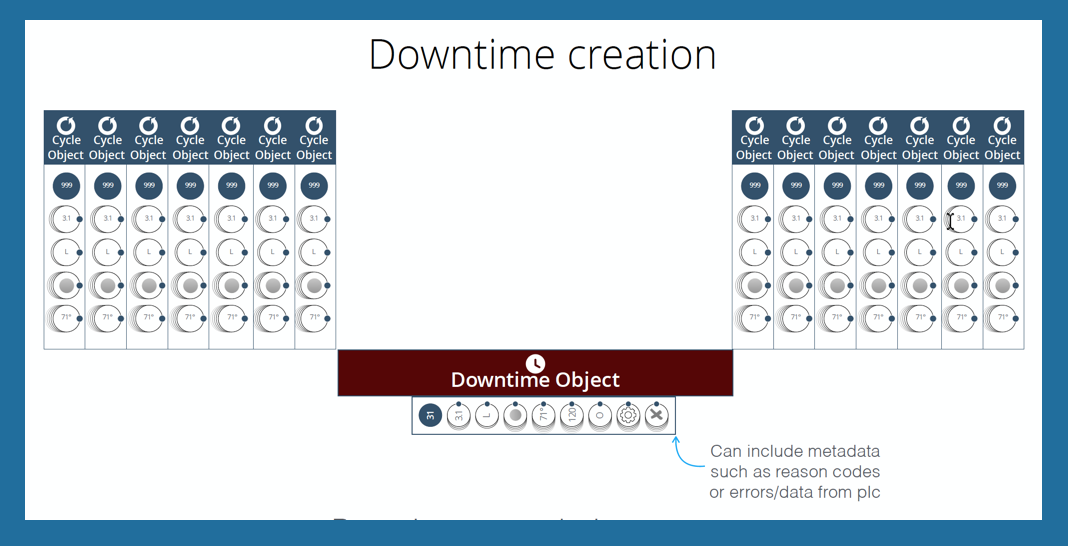 Downtime creation
Cycle Cycle Cycle Cycle Cycle Cycle Cycle
Object Object Object Object Object Object Object
999 999 999 999 999 999 999
3.1 3.1 3.1 3.1 3.1 3.1 3.1
L L L L L L L
71° 71° 71° 71° 71° 71° 71°
Cycle Cycle Cycle Cycle Cycle Cycle Cycle
Object Object Object Object Object Object Object
999 999 999 999 999 999 999
3.1 3.1 3.1 3.1 3.1 3.1 3.1
L L L L L L L
71° 71° 71° 71° 71° 71° 71°
Downtime Object
31 3.1 L 71° 120 O
Can include metadata
such as reason codes
or errors/data from plc